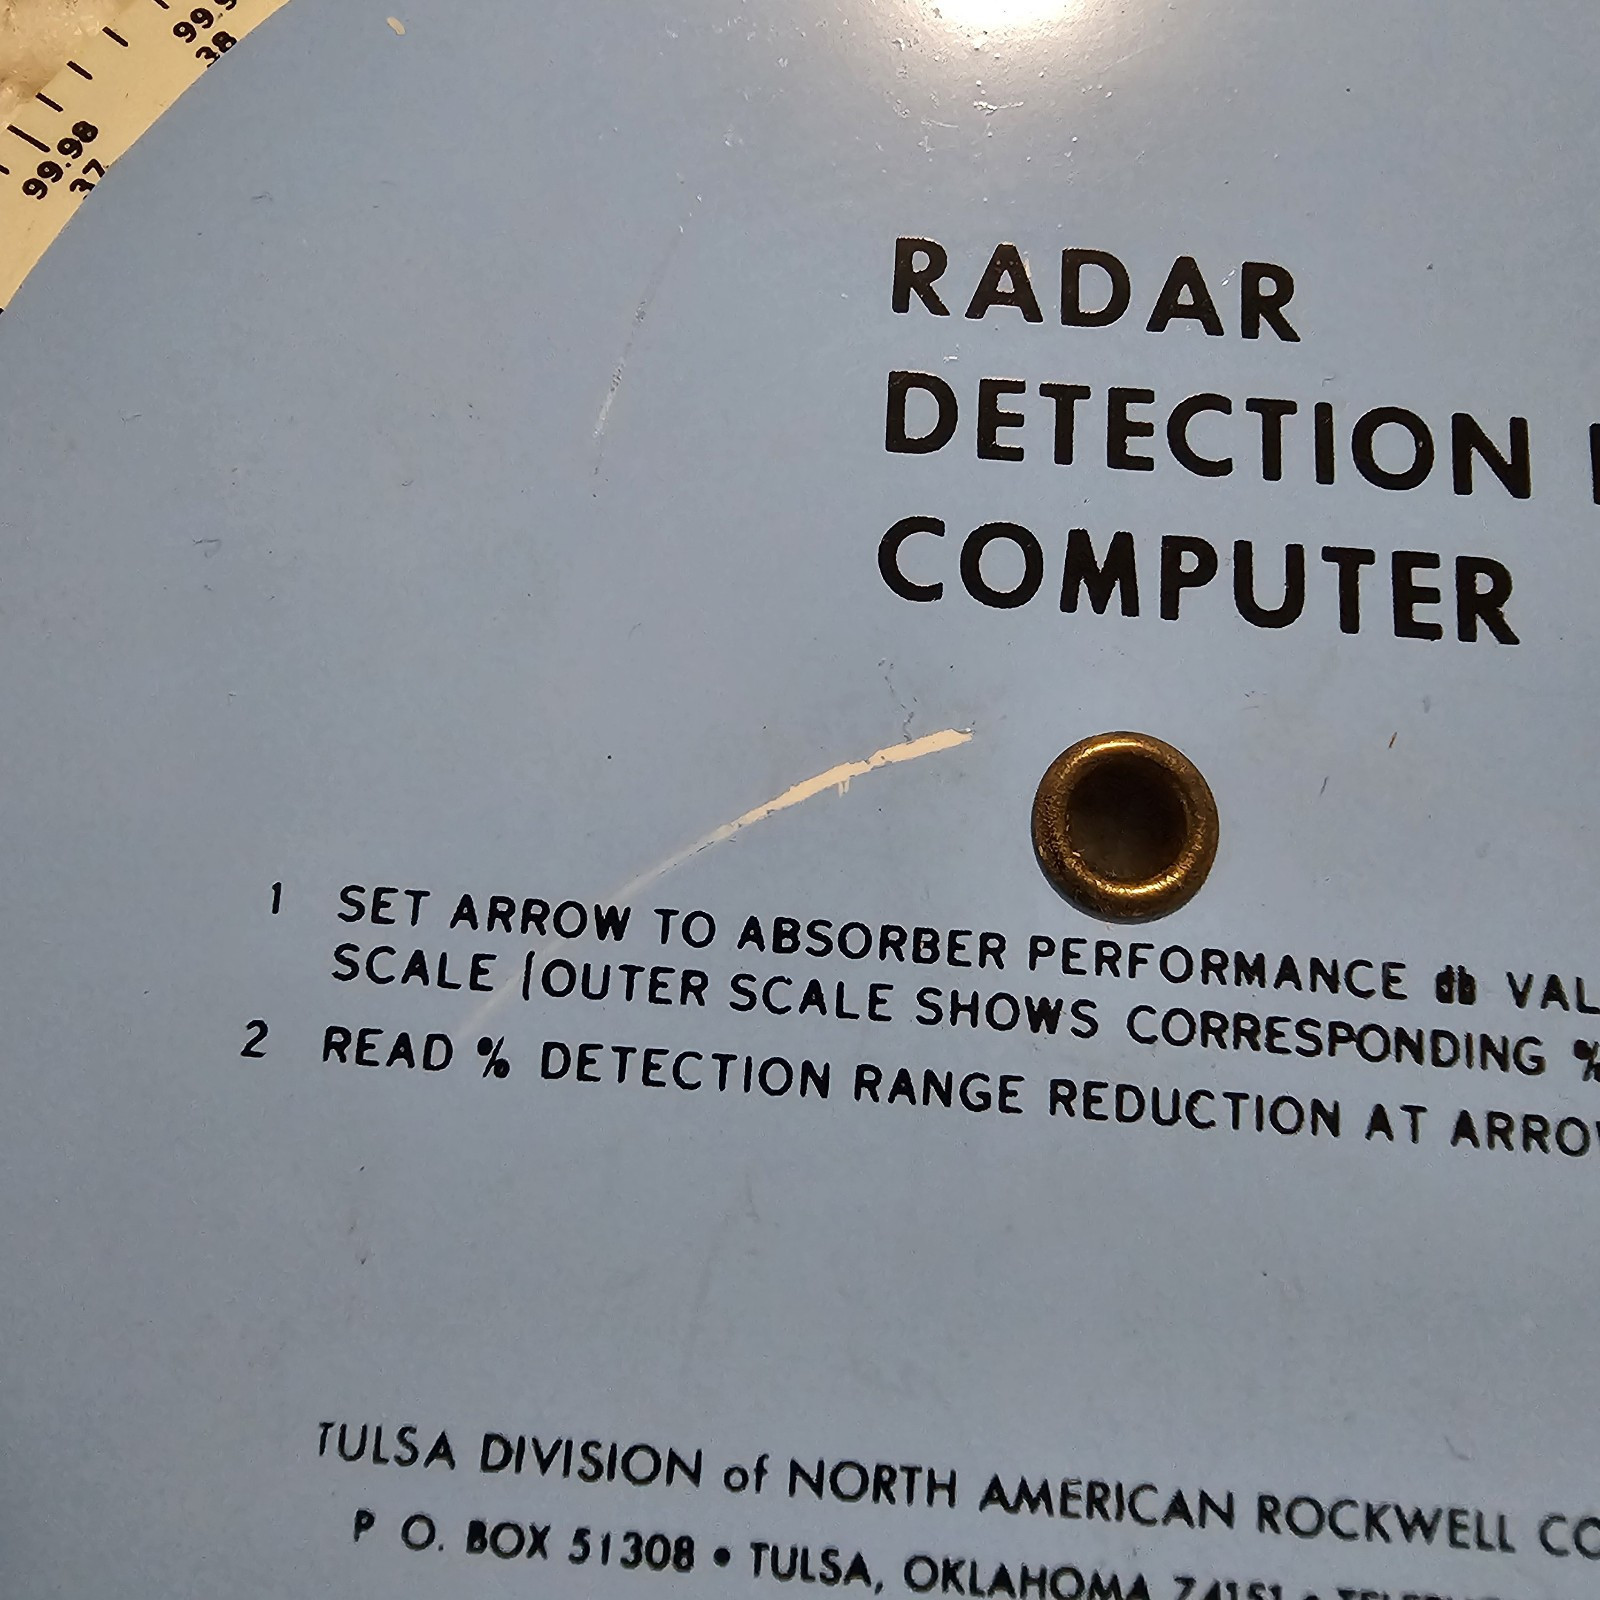 99.98
38
37
RADAR
DETECTION
COMPUTER
1 SET ARROW TO ABSORBER PERFORMANCE db
SCALE (OUTER SCALE SHOWS CORRESPONDING %
2 READ % DETECTION RANGE REDUCTION AT
TULSA DIVISION of NORTH AMERICAN ROCKWELL
P O. BOX 51308 • TULSA, OKLAHOMA 74151 •